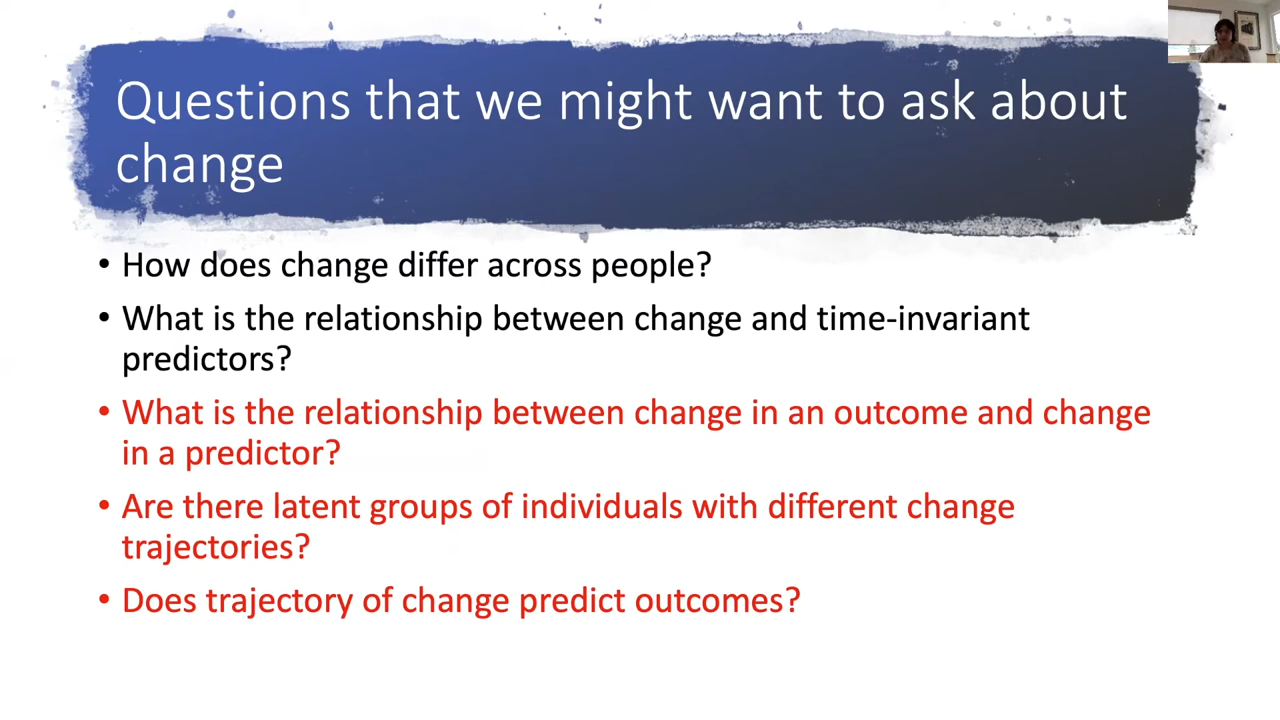 Questions that we might want to ask about
change
• How does change differ across people?
• What is the relationship between change and time-invariant
predictors?
• What is the relationship between change in an outcome and change
in a predictor?
• Are there latent groups of individuals with different change
trajectories?
• Does trajectory of change predict outcomes?